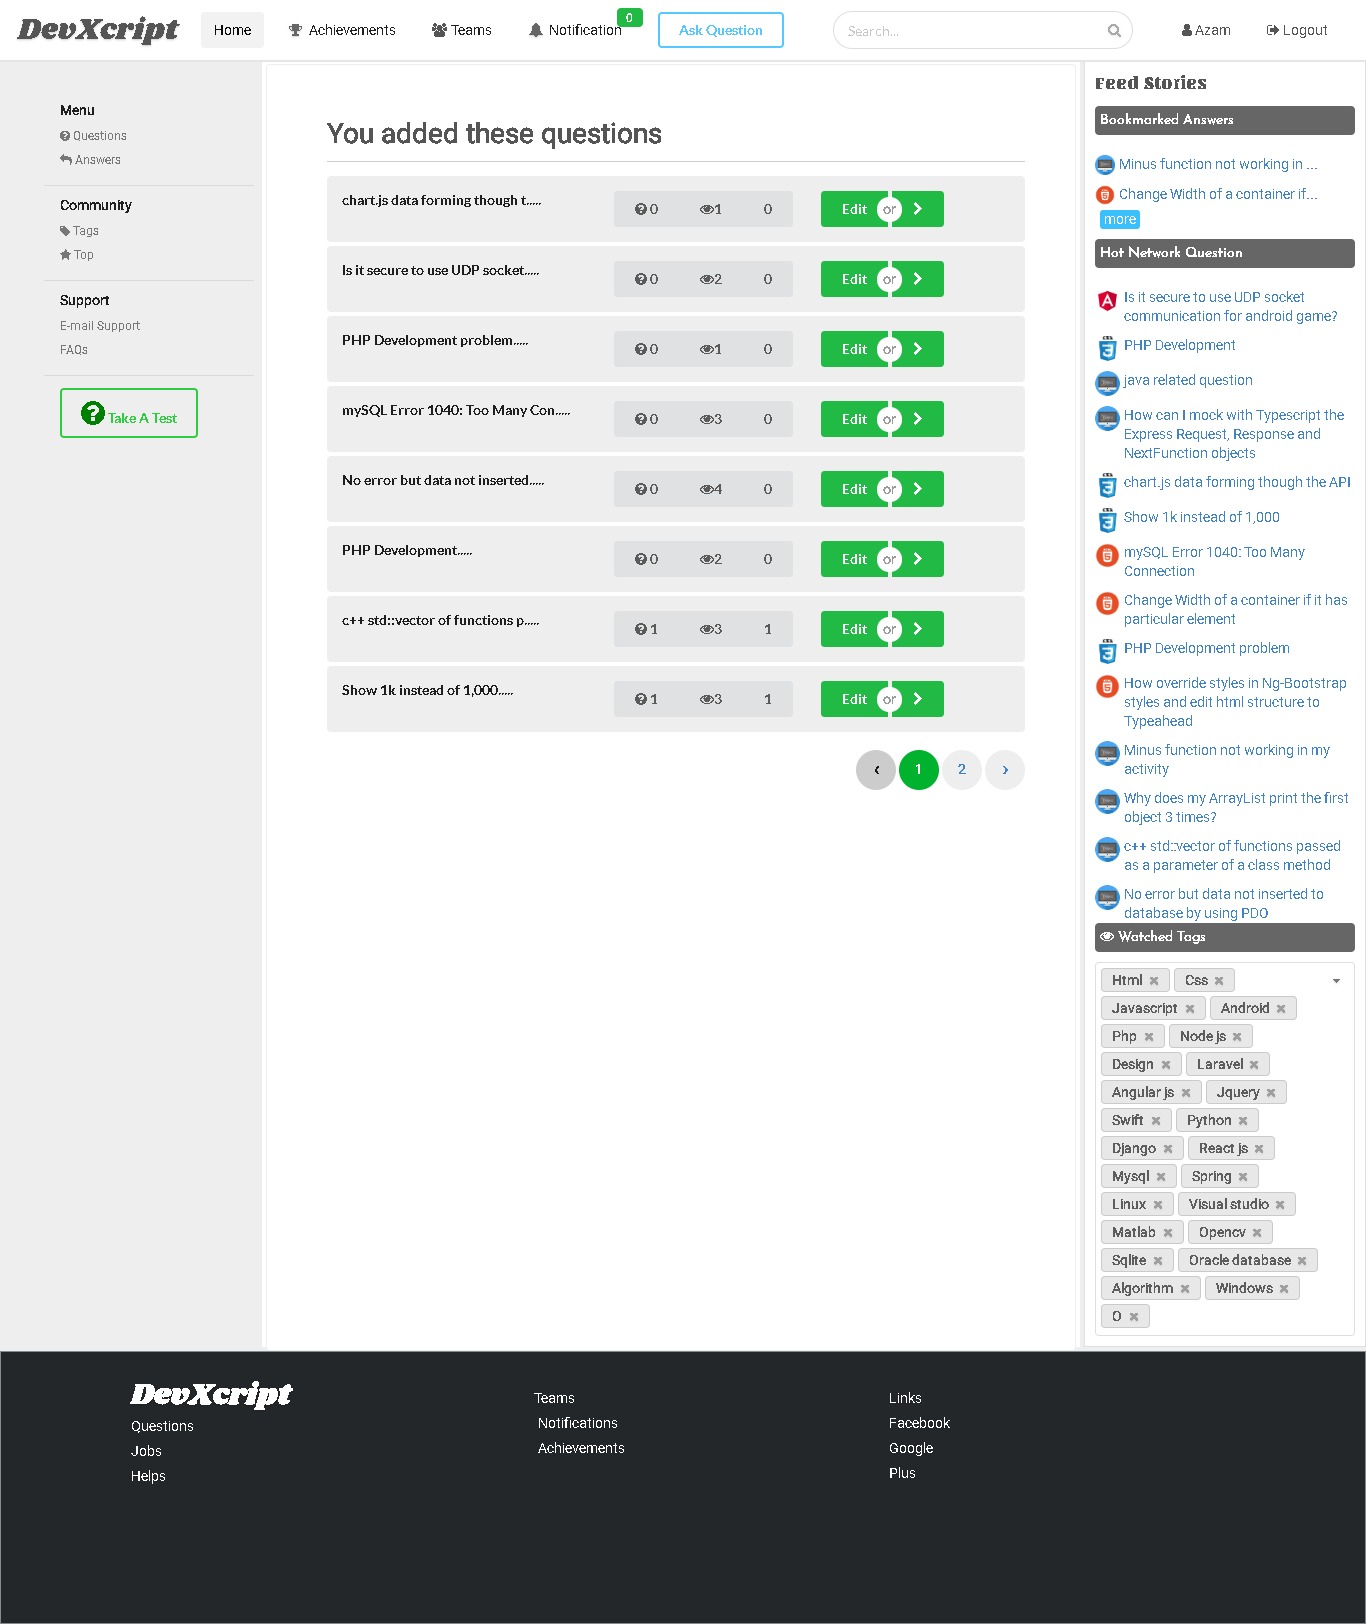 DevXcript
Home
Achievements
Teams
Notification
0
Ask Question
Search...
Azam
Logout
Menu
Questions
Answers
Community
Tags
Top
Support
E-mail Support
FAQs
Take A Test
You added these questions
chart.js data forming though t.....
0 1 0
Edit or
Is it secure to use UDP socket.....
0 2 0
Edit or
PHP Development problem.....
0 1 0
Edit or
mySQL Error 1040: Too Many Con.....
0 3 0
Edit or
No error but data not inserted.....
0 4 0
Edit or
PHP Development.....
0 2 0
Edit or
c++ std::vector of functions p.....
1 3 1
Edit or
Show 1k instead of 1,000.....
1 3 1
Edit or
‹ 1 2 ›
Feed Stories
Bookmarked Answers
Minus function not working in ...
Change Width of a container if...
more
Hot Network Question
Is it secure to use UDP socket
communication for android game?
PHP Development
java related question
How can I mock with Typescript the
Express Request, Response and
NextFunction objects
chart.js data forming though the API
Show 1k instead of 1,000
mySQL Error 1040: Too Many
Connection
Change Width of a container if it has
particular element
PHP Development problem
How override styles in Ng-Bootstrap
styles and edit html structure to
Typeahead
Minus function not working in my
activity
Why does my ArrayList print the first
object 3 times?
c++ std::vector of functions passed
as a parameter of a class method
No error but data not inserted to
database by using PDO
Watched Tags
Html Css
Javascript Android
Php Node js
Design Laravel
Angular js Jquery
Swift Python
Django React js
Mysql Spring
Linux Visual studio
Matlab Opencv
Sqlite Oracle database
Algorithm Windows
O
DevXcript
Questions
Jobs
Helps
Teams
Notifications
Achievements
Links
Facebook
Google
Plus